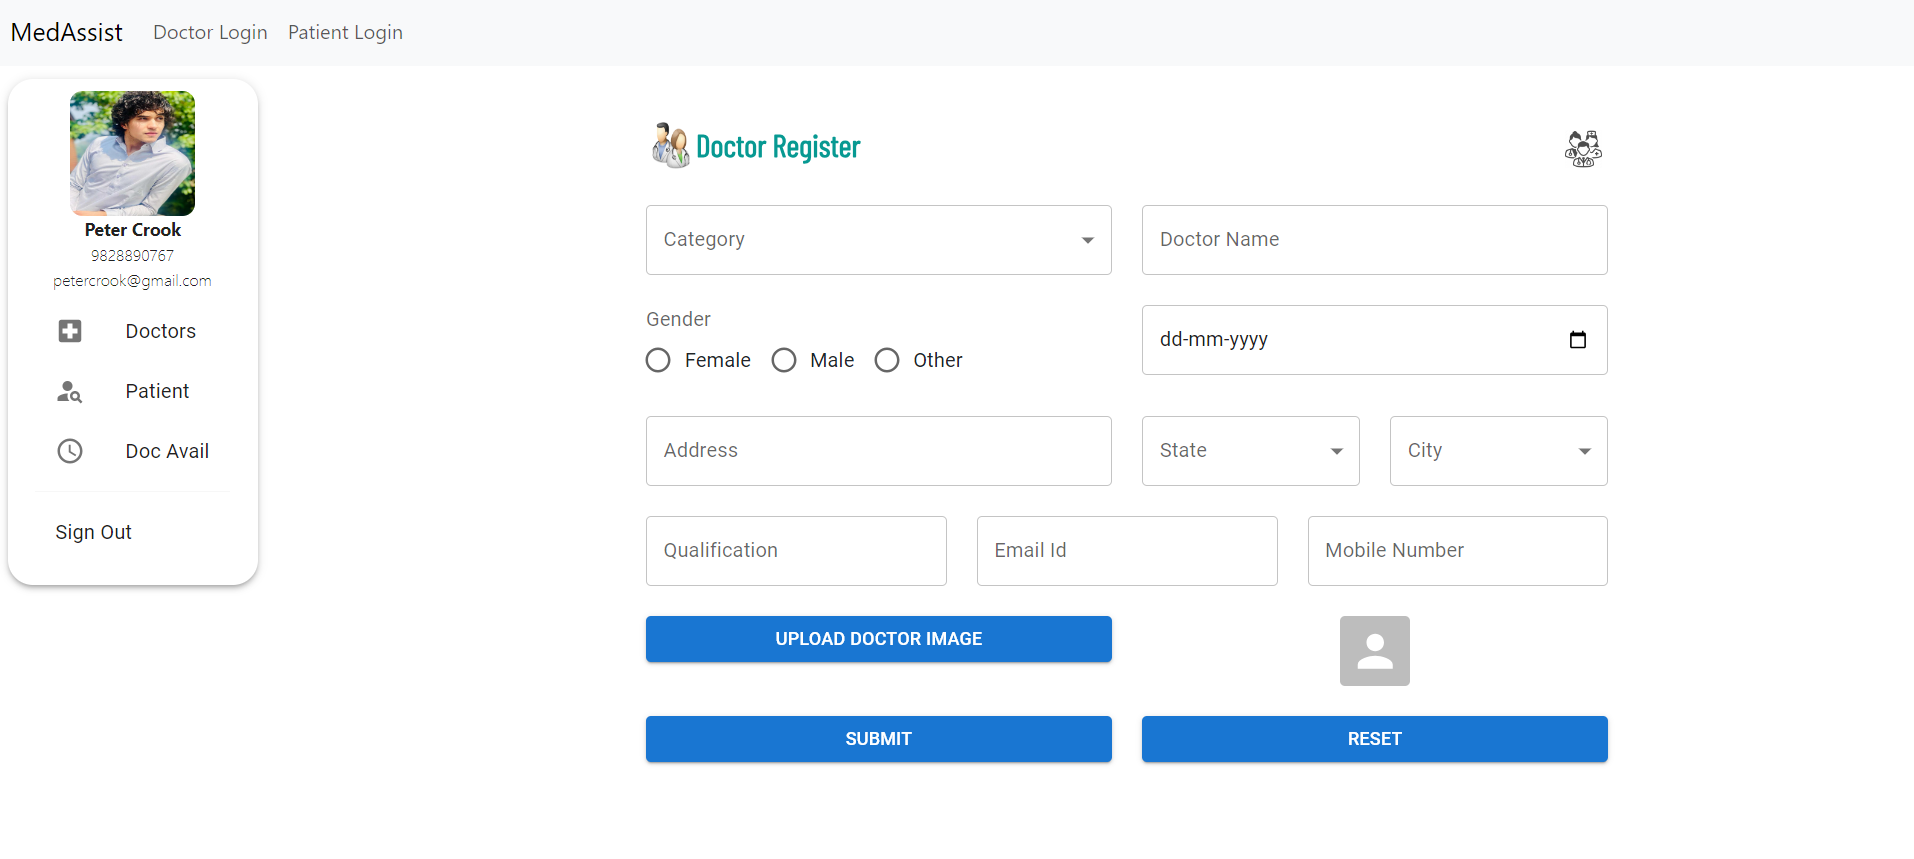 MedAssist Doctor Login Patient Login
Peter Crook
9828890767
petercrook@gmail.com
Doctors
Patient
Doc Avail
Sign Out
Doctor Register
Category
Doctor Name
Gender
Female Male Other
dd-mm-yyyy
Address
State
City
Qualification
Email Id
Mobile Number
UPLOAD DOCTOR IMAGE
SUBMIT
RESET